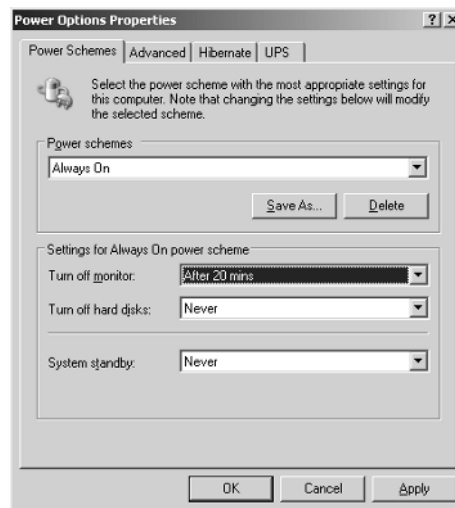 Power Options Properties
Power Schemes Advanced Hibernate UPS
Select the power scheme with the most appropriate settings for
this computer. Note that changing the settings below will modify
the selected scheme.
Power schemes
Always On
Save As... Delete
Settings for Always On power scheme
Turn off monitor: After 20 mins
Turn off hard disks: Never
System standby: Never
OK Cancel Apply